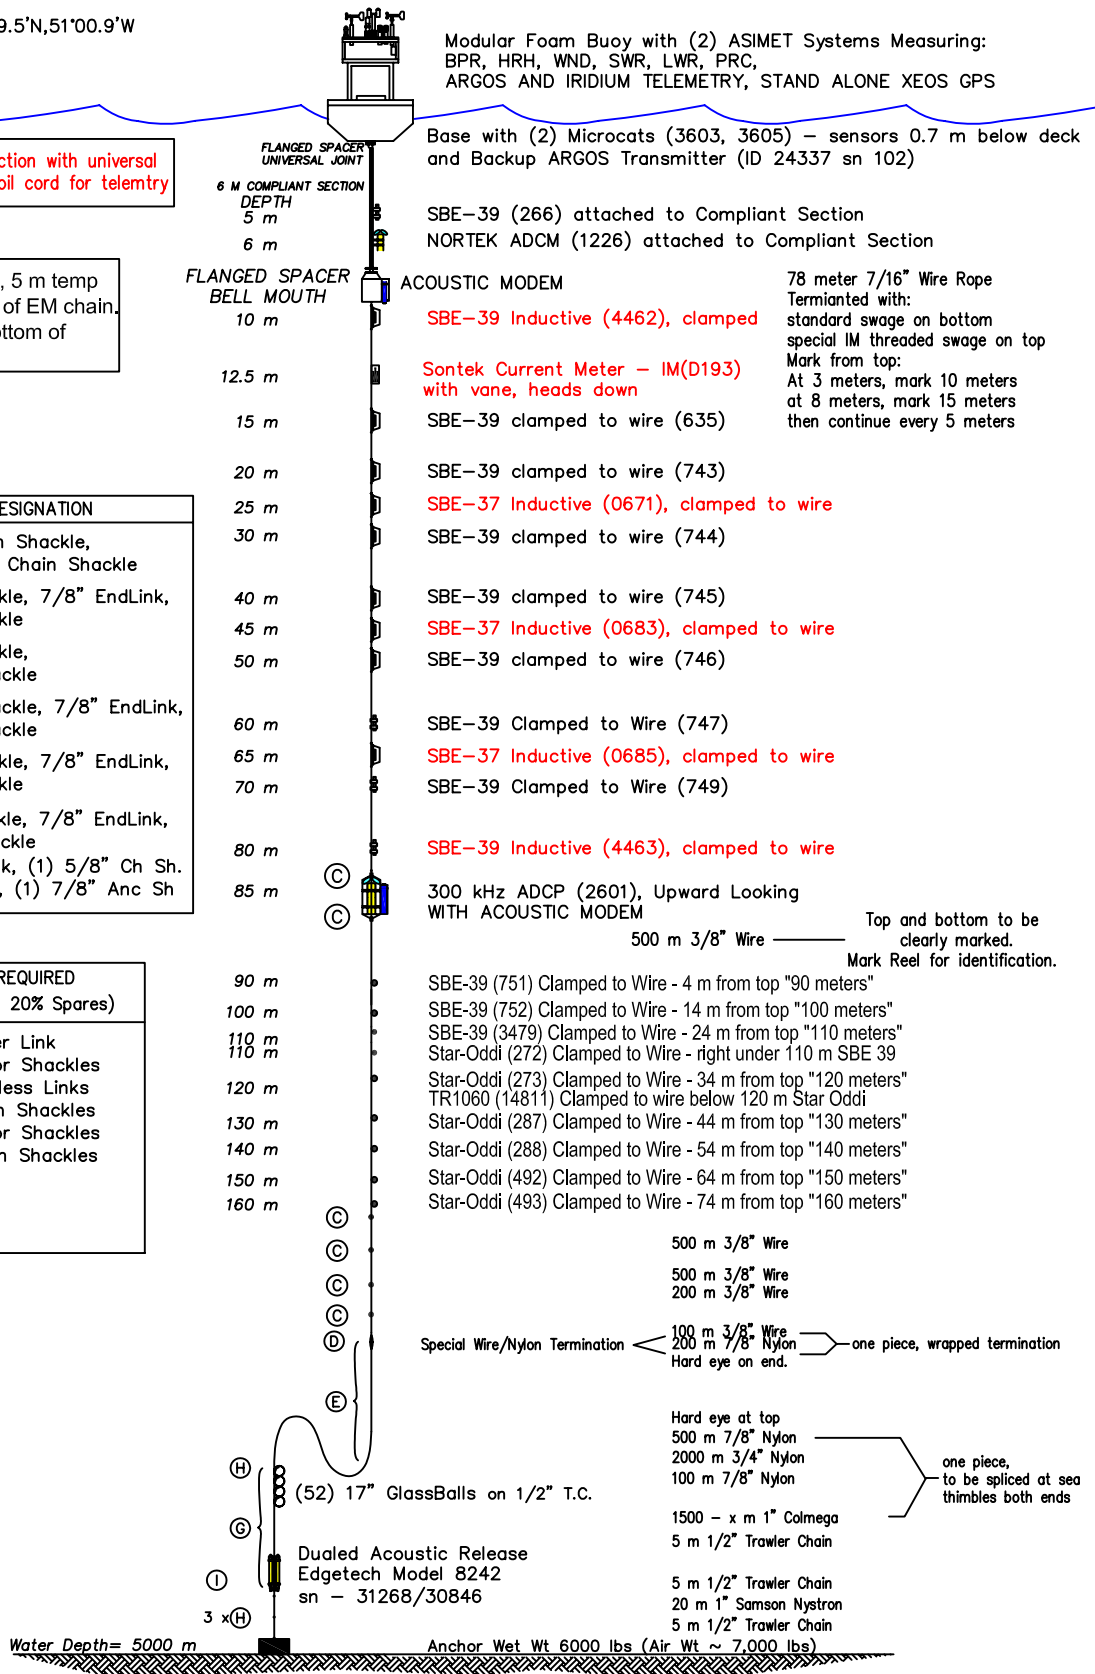 9.5'N,51°00.9'W
Modular Foam Buoy with (2) ASIMET Systems Measuring:
BPR, HRH, WND, SWR, LWR, PRC,
ARGOS AND IRIDIUM TELEMETRY, STAND ALONE XEOS GPS
Base with (2) Microcats (3603, 3605) – sensors 0.7 m below deck
and Backup ARGOS Transmitter (ID 24337 sn 102)
ction with universal
oil cord for telemtry
FLANGED SPACER
UNIVERSAL JOINT
6 M COMPLIANT SECTION
DEPTH
5 m SBE–39 (266) attached to Compliant Section
6 m NORTEK ADCM (1226) attached to Compliant Section
, 5 m temp
of EM chain.
ttom of
FLANGED SPACER
BELL MOUTH
ACOUSTIC MODEM
78 meter 7/16" Wire Rope
Termianted with:
standard swage on bottom
special IM threaded swage on top
Mark from top:
At 3 meters, mark 10 meters
at 8 meters, mark 15 meters
then continue every 5 meters
10 m SBE–39 Inductive (4462), clamped
12.5 m Sontek Current Meter – IM(D193)
with vane, heads down
15 m SBE–39 clamped to wire (635)
20 m SBE–39 clamped to wire (743)
25 m SBE–37 Inductive (0671), clamped to wire
30 m SBE–39 clamped to wire (744)
40 m SBE–39 clamped to wire (745)
45 m SBE–37 Inductive (0683), clamped to wire
50 m SBE–39 clamped to wire (746)
60 m SBE–39 Clamped to Wire (747)
65 m SBE–37 Inductive (0685), clamped to wire
70 m SBE–39 Clamped to Wire (749)
80 m SBE–39 Inductive (4463), clamped to wire
C
85 m 300 kHz ADCP (2601), Upward Looking
WITH ACOUSTIC MODEM
C
ESIGNATION
n Shackle,
Chain Shackle
kle, 7/8" EndLink,
kle
kle,
ackle
ackle, 7/8" EndLink,
ackle
kle, 7/8" EndLink,
kle
kle, 7/8" EndLink,
ackle
k, (1) 5/8" Ch Sh.
, (1) 7/8" Anc Sh
500 m 3/8" Wire
Top and bottom to be
clearly marked.
Mark Reel for identification.
REQUIRED
20% Spares)
er Link
or Shackles
less Links
n Shackles
or Shackles
n Shackles
90 m SBE-39 (751) Clamped to Wire - 4 m from top "90 meters"
100 m SBE-39 (752) Clamped to Wire - 14 m from top "100 meters"
110 m SBE-39 (3479) Clamped to Wire - 24 m from top "110 meters"
110 m Star-Oddi (272) Clamped to Wire - right under 110 m SBE 39
120 m Star-Oddi (273) Clamped to Wire - 34 m from top "120 meters"
TR1060 (14811) Clamped to wire below 120 m Star Oddi
130 m Star-Oddi (287) Clamped to Wire - 44 m from top "130 meters"
140 m Star-Oddi (288) Clamped to Wire - 54 m from top "140 meters"
150 m Star-Oddi (492) Clamped to Wire - 64 m from top "150 meters"
160 m Star-Oddi (493) Clamped to Wire - 74 m from top "160 meters"
C
500 m 3/8" Wire
C
500 m 3/8" Wire
C
200 m 3/8" Wire
C
D
Special Wire/Nylon Termination
100 m 3/8" Wire
200 m 7/8" Nylon
Hard eye on end.
one piece, wrapped termination
E
Hard eye at top
500 m 7/8" Nylon
2000 m 3/4" Nylon
100 m 7/8" Nylon
1500 – x m 1" Colmega
one piece,
to be spliced at sea
thimbles both ends
5 m 1/2" Trawler Chain
H
(52) 17" GlassBalls on 1/2" T.C.
G
Dualed Acoustic Release
Edgetech Model 8242
sn – 31268/30846
I
5 m 1/2" Trawler Chain
20 m 1" Samson Nystron
5 m 1/2" Trawler Chain
3 x H
Water Depth= 5000 m
Anchor Wet Wt 6000 lbs (Air Wt ~ 7,000 lbs)